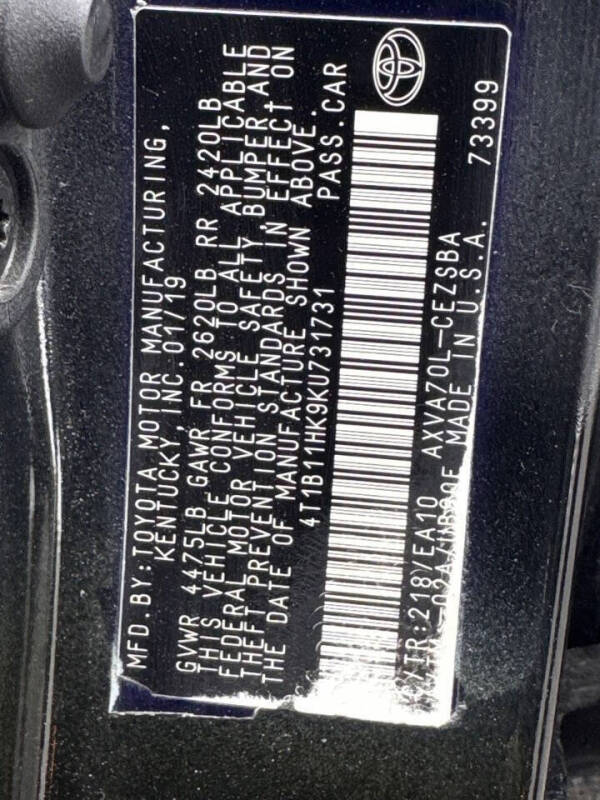 MFD. BY: TOYOTA MOTOR MANUFACTURING,
KENTUCKY, INC. 01/19
GVWR 4475LB GAWR FR 2620LB RR 2420LB
THIS VEHICLE CONFORMS TO ALL APPLICABLE
FEDERAL MOTOR VEHICLE SAFETY, BUMPER, AND
THEFT PREVENTION STANDARDS IN EFFECT ON
THE DATE OF MANUFACTURE SHOWN ABOVE.
4T1B11HK9KU731731 PASS. CAR
C/TR: 218/EA10 AXVA70L-CEZSBA
MADE IN U.S.A. 73399